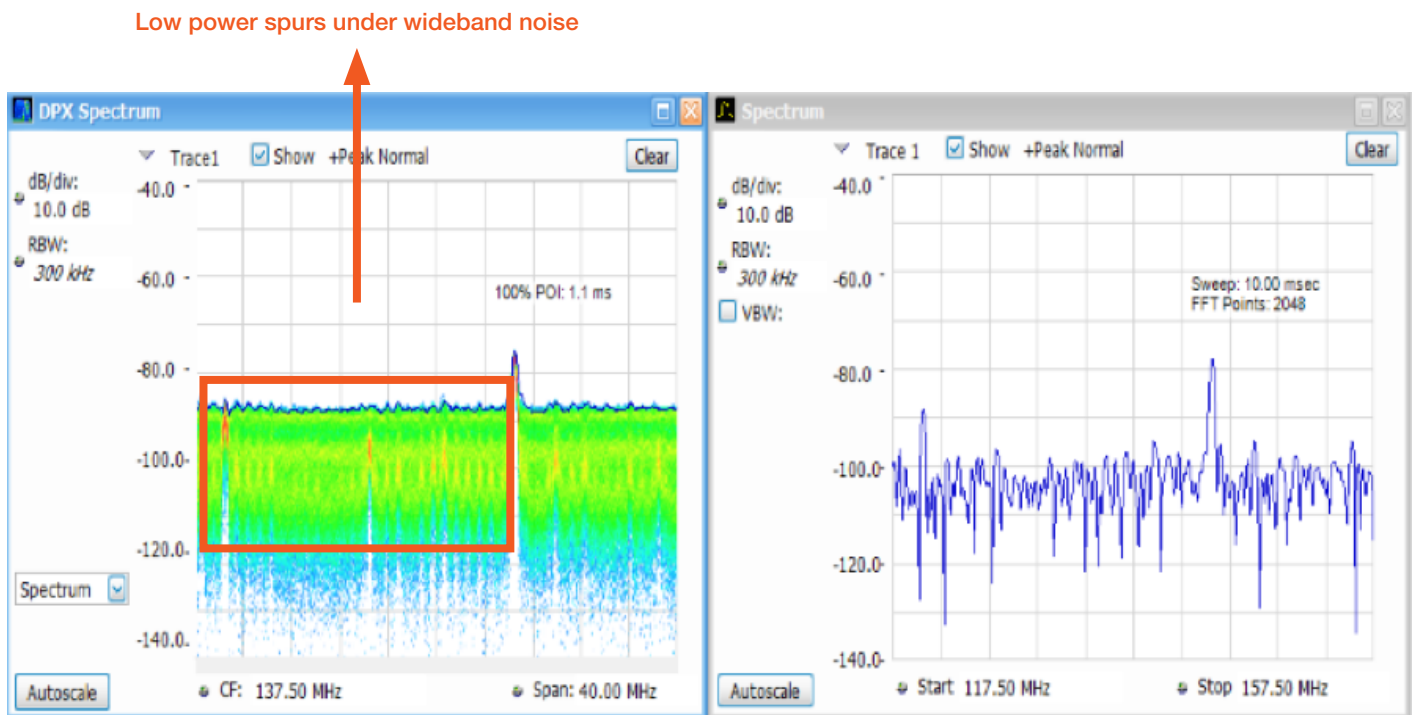 Low power spurs under wideband noise
DPX Spectrum
Trace1 Show +Peak Normal Clear
dB/div:
10.0 dB
RBW:
300 kHz
-40.0
-60.0
100% POI: 1.1 ms
-80.0
-100.0
-120.0
-140.0
Spectrum
Autoscale CF: 137.50 MHz Span: 40.00 MHz
Spectrum
Trace 1 Show +Peak Normal Clear
dB/div:
10.0 dB
RBW:
300 kHz
VBW:
-40.0
-60.0
Sweep: 10.00 msec
FFT Points: 2048
-80.0
-100.0
-120.0
-140.0
Autoscale Start 117.50 MHz Stop 157.50 MHz